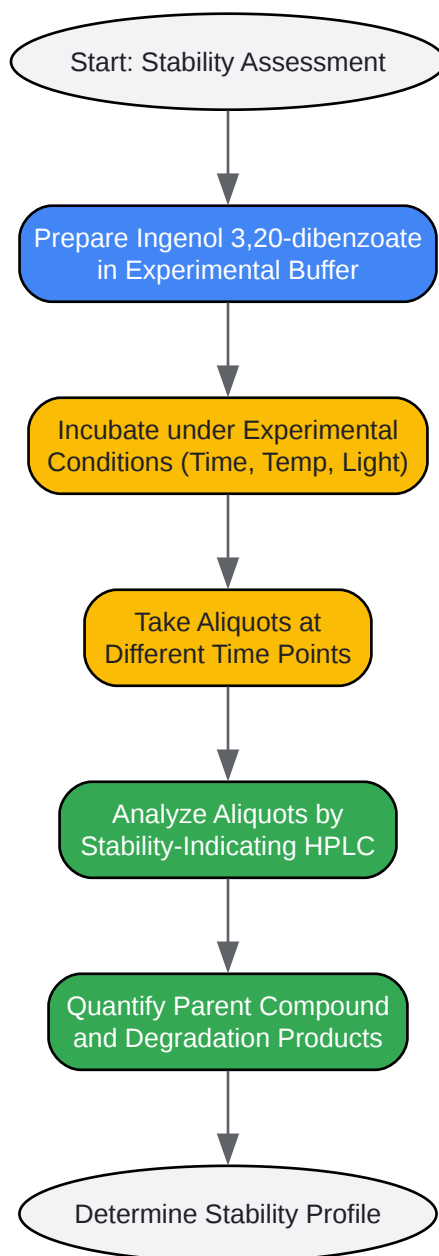 Start: Stability Assessment
Prepare Ingenol 3,20-dibenzoate
in Experimental Buffer
Incubate under Experimental
Conditions (Time, Temp, Light)
Take Aliquots at
Different Time Points
Analyze Aliquots by
Stability-Indicating HPLC
Quantify Parent Compound
and Degradation Products
Determine Stability Profile